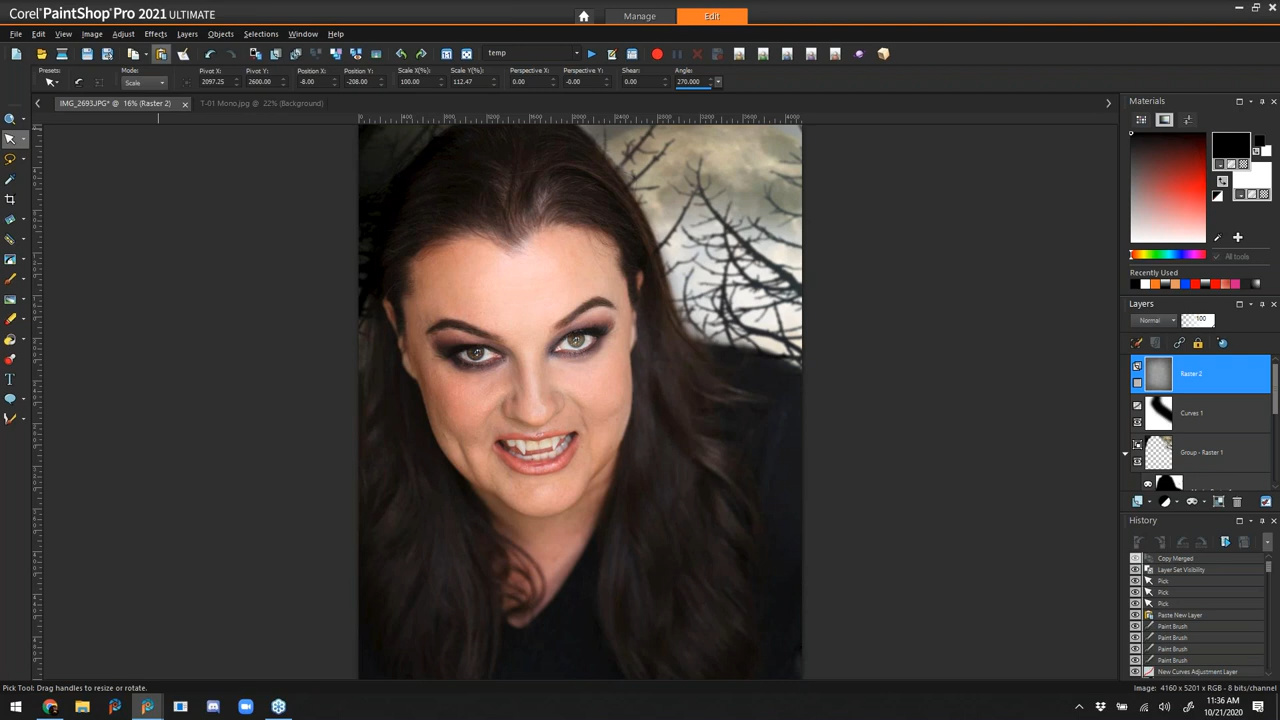 Corel® PaintShop® Pro 2021 ULTIMATE
Manage
Edit
File Edit View Image Adjust Effects Layers Objects Selections Window Help
temp
Presets: Mode: Pivot X: Pivot Y: Position X: Position Y: Scale X(%): Scale Y(%): Perspective X: Perspective Y: Shear: Angle:
Scale 2097.25 2600.00 -8.00 -208.00 100.00 112.47 0.00 -0.00 0.00 270.000
IMG_2693.JPG* @ 16% (Raster 2)
T-01 Mono.jpg @ 22% (Background)
Materials
All tools
Recently Used
Layers
Normal 100
Raster 2
Curves 1
Group - Raster 1
History
Copy Merged
Layer Set Visibility
Pick
Pick
Pick
Paste New Layer
Paint Brush
Paint Brush
Paint Brush
Paint Brush
New Curves Adjustment Layer
Pick Tool: Drag handles to resize or rotate.
Image: 4160 x 5201 x RGB - 8 bits/channel
11:36 AM
10/21/2020